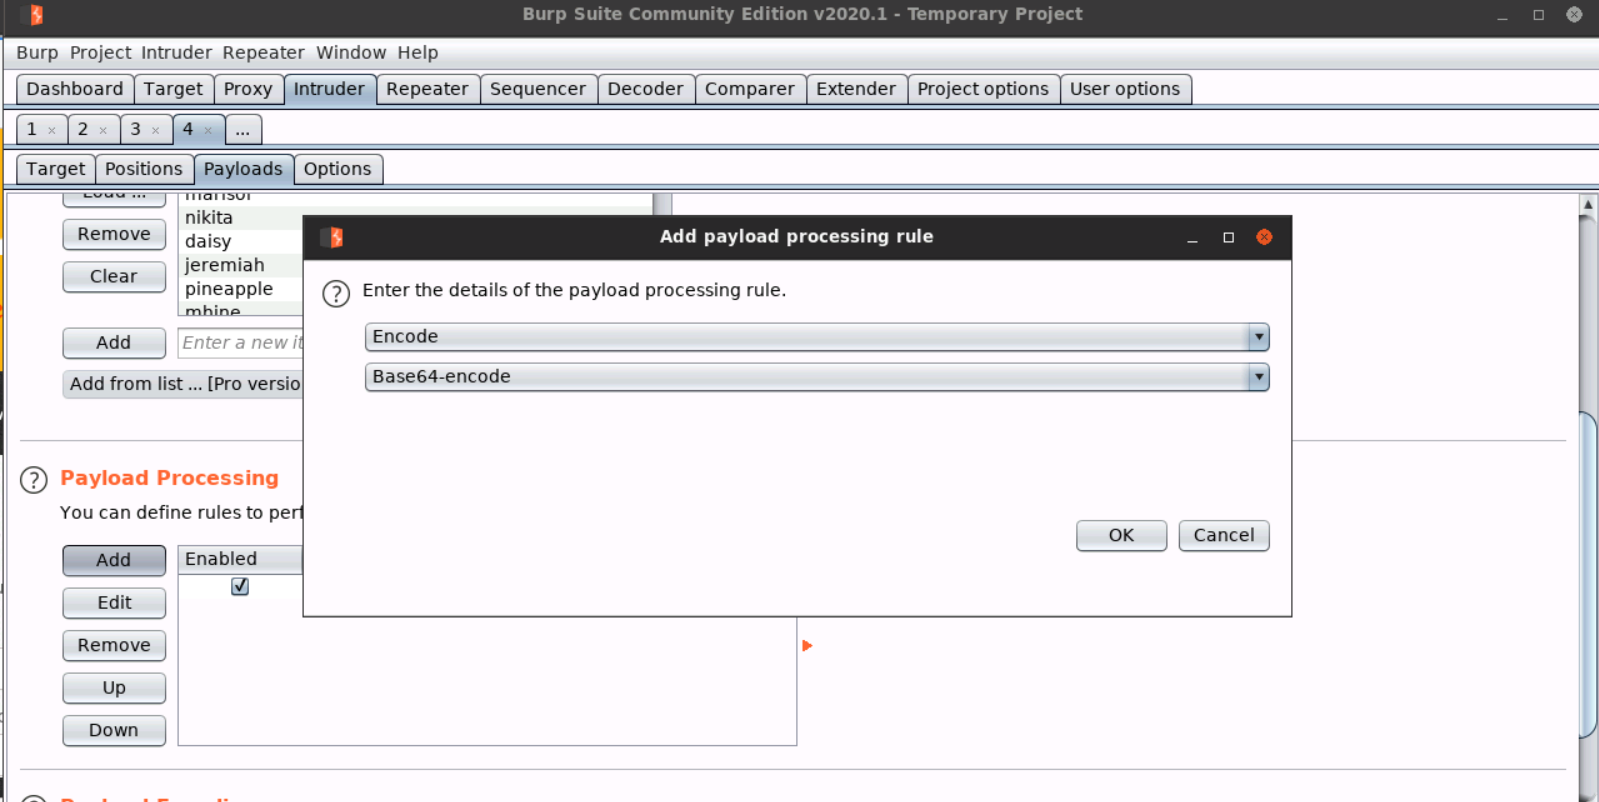 Burp Suite Community Edition v2020.1 - Temporary Project
Burp Project Intruder Repeater Window Help
Dashboard Target Proxy Intruder Repeater Sequencer Decoder Comparer Extender Project options User options
1 × 2 × 3 × 4 × ...
Target Positions Payloads Options
Load ...
marisol
nikita
Remove
daisy
jeremiah
Clear
pineapple
mhine
Add payload processing rule
? Enter the details of the payload processing rule.
Encode
Base64-encode
OK Cancel
Add Enter a new it
Add from list ... [Pro versio
? Payload Processing
You can define rules to perf
Add Enabled
Edit
Remove
Up
Down